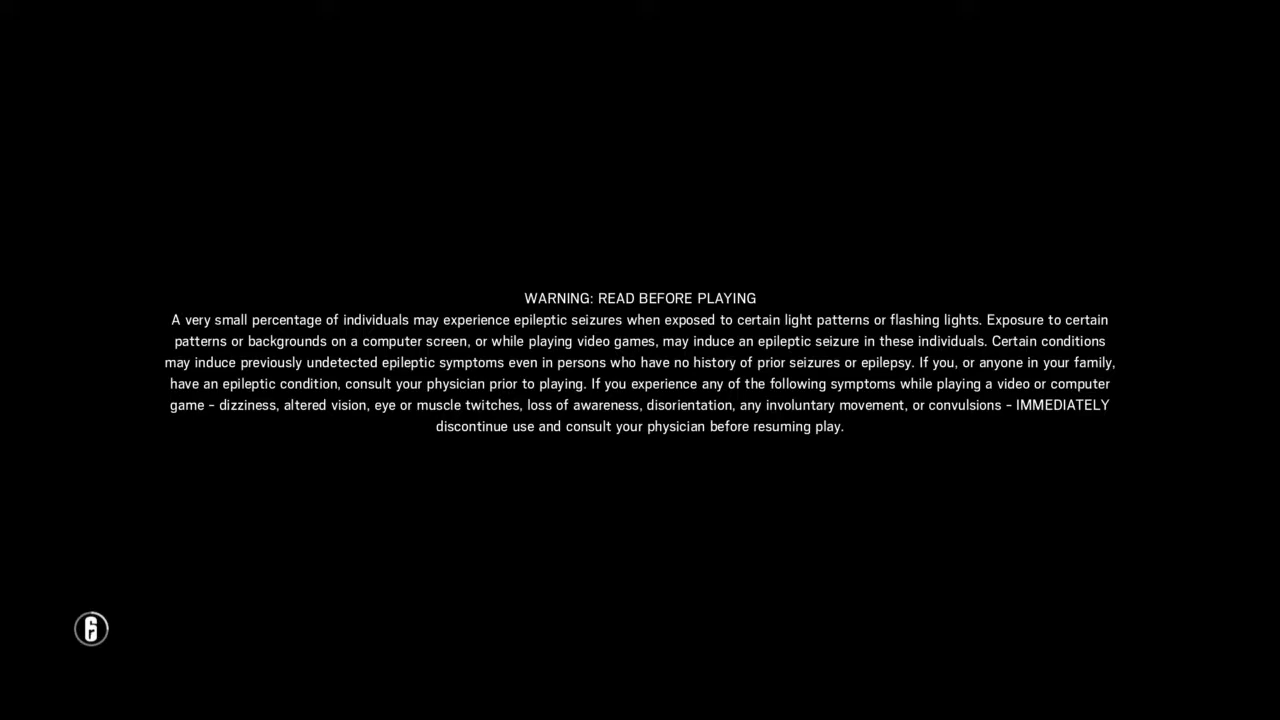 WARNING: READ BEFORE PLAYING
A very small percentage of individuals may experience epileptic seizures when exposed to certain light patterns or flashing lights. Exposure to certain
patterns or backgrounds on a computer screen, or while playing video games, may induce an epileptic seizure in these individuals. Certain conditions
may induce previously undetected epileptic symptoms even in persons who have no history of prior seizures or epilepsy. If you, or anyone in your family,
have an epileptic condition, consult your physician prior to playing. If you experience any of the following symptoms while playing a video or computer
game - dizziness, altered vision, eye or muscle twitches, loss of awareness, disorientation, any involuntary movement, or convulsions - IMMEDIATELY
discontinue use and consult your physician before resuming play.
6